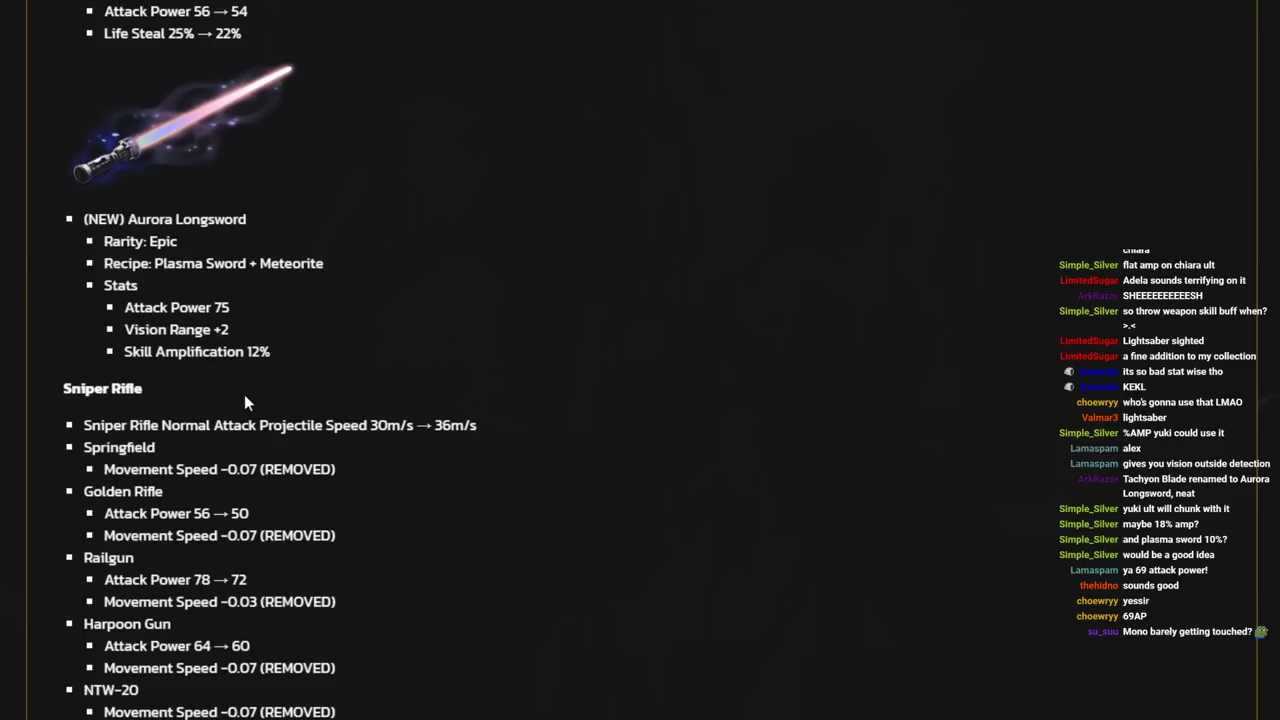 Attack Power 56 → 54
Life Steal 25% → 22%
(NEW) Aurora Longsword
Rarity: Epic
Recipe: Plasma Sword + Meteorite
Stats
Attack Power 75
Vision Range +2
Skill Amplification 12%
Sniper Rifle
Sniper Rifle Normal Attack Projectile Speed 30m/s → 36m/s
Springfield
Movement Speed -0.07 (REMOVED)
Golden Rifle
Attack Power 56 → 50
Movement Speed -0.07 (REMOVED)
Railgun
Attack Power 78 → 72
Movement Speed -0.03 (REMOVED)
Harpoon Gun
Attack Power 64 → 60
Movement Speed -0.07 (REMOVED)
NTW-20
Movement Speed -0.07 (REMOVED)
chiara
Simple_Silver flat amp on chiara ult
LimitedSugar Adela sounds terrifying on it
ArkRazor SHEEEEEEEEEESH
Simple_Silver so throw weapon skill buff when?
>.<
LimitedSugar Lightsaber sighted
LimitedSugar a fine addition to my collection
its so bad stat wise tho
KEKL
choewryy who's gonna use that LMAO
Valmar3 lightsaber
Simple_Silver %AMP yuki could use it
Lamaspam alex
Lamaspam gives you vision outside detection
ArkRazor Tachyon Blade renamed to Aurora
Longsword, neat
Simple_Silver yuki ult will chunk with it
Simple_Silver maybe 18% amp?
Simple_Silver and plasma sword 10%?
Simple_Silver would be a good idea
Lamaspam ya 69 attack power!
thehidno sounds good
choewryy yessir
choewryy 69AP
su_suu Mono barely getting touched?